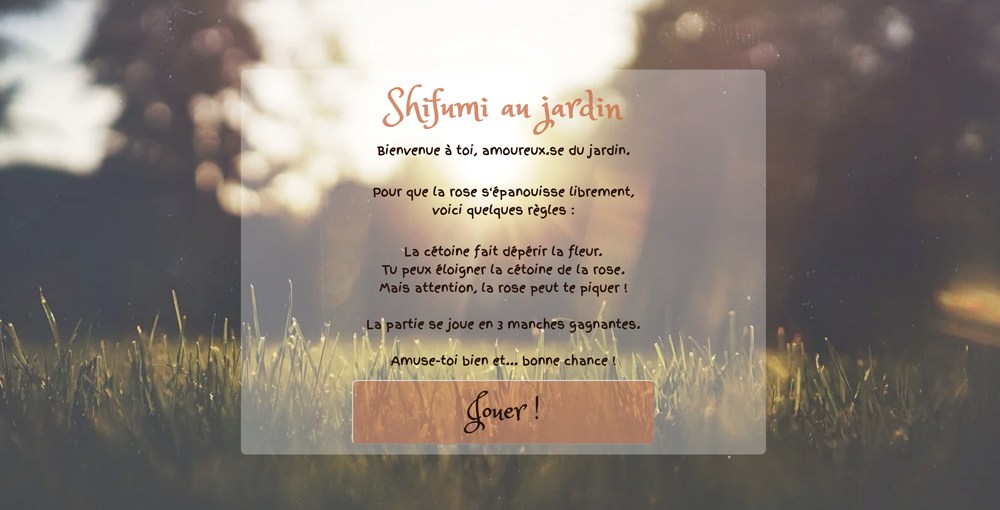 Shifumi au jardin
Bienvenue à toi, amoureux.se du jardin.
Pour que la rose s'épanouisse librement,
voici quelques règles :
La cétoine fait dépérir la fleur.
Tu peux éloigner la cétoine de la rose.
Mais attention, la rose peut te piquer !
La partie se joue en 3 manches gagnantes.
Amuse-toi bien et... bonne chance !
Jouer !